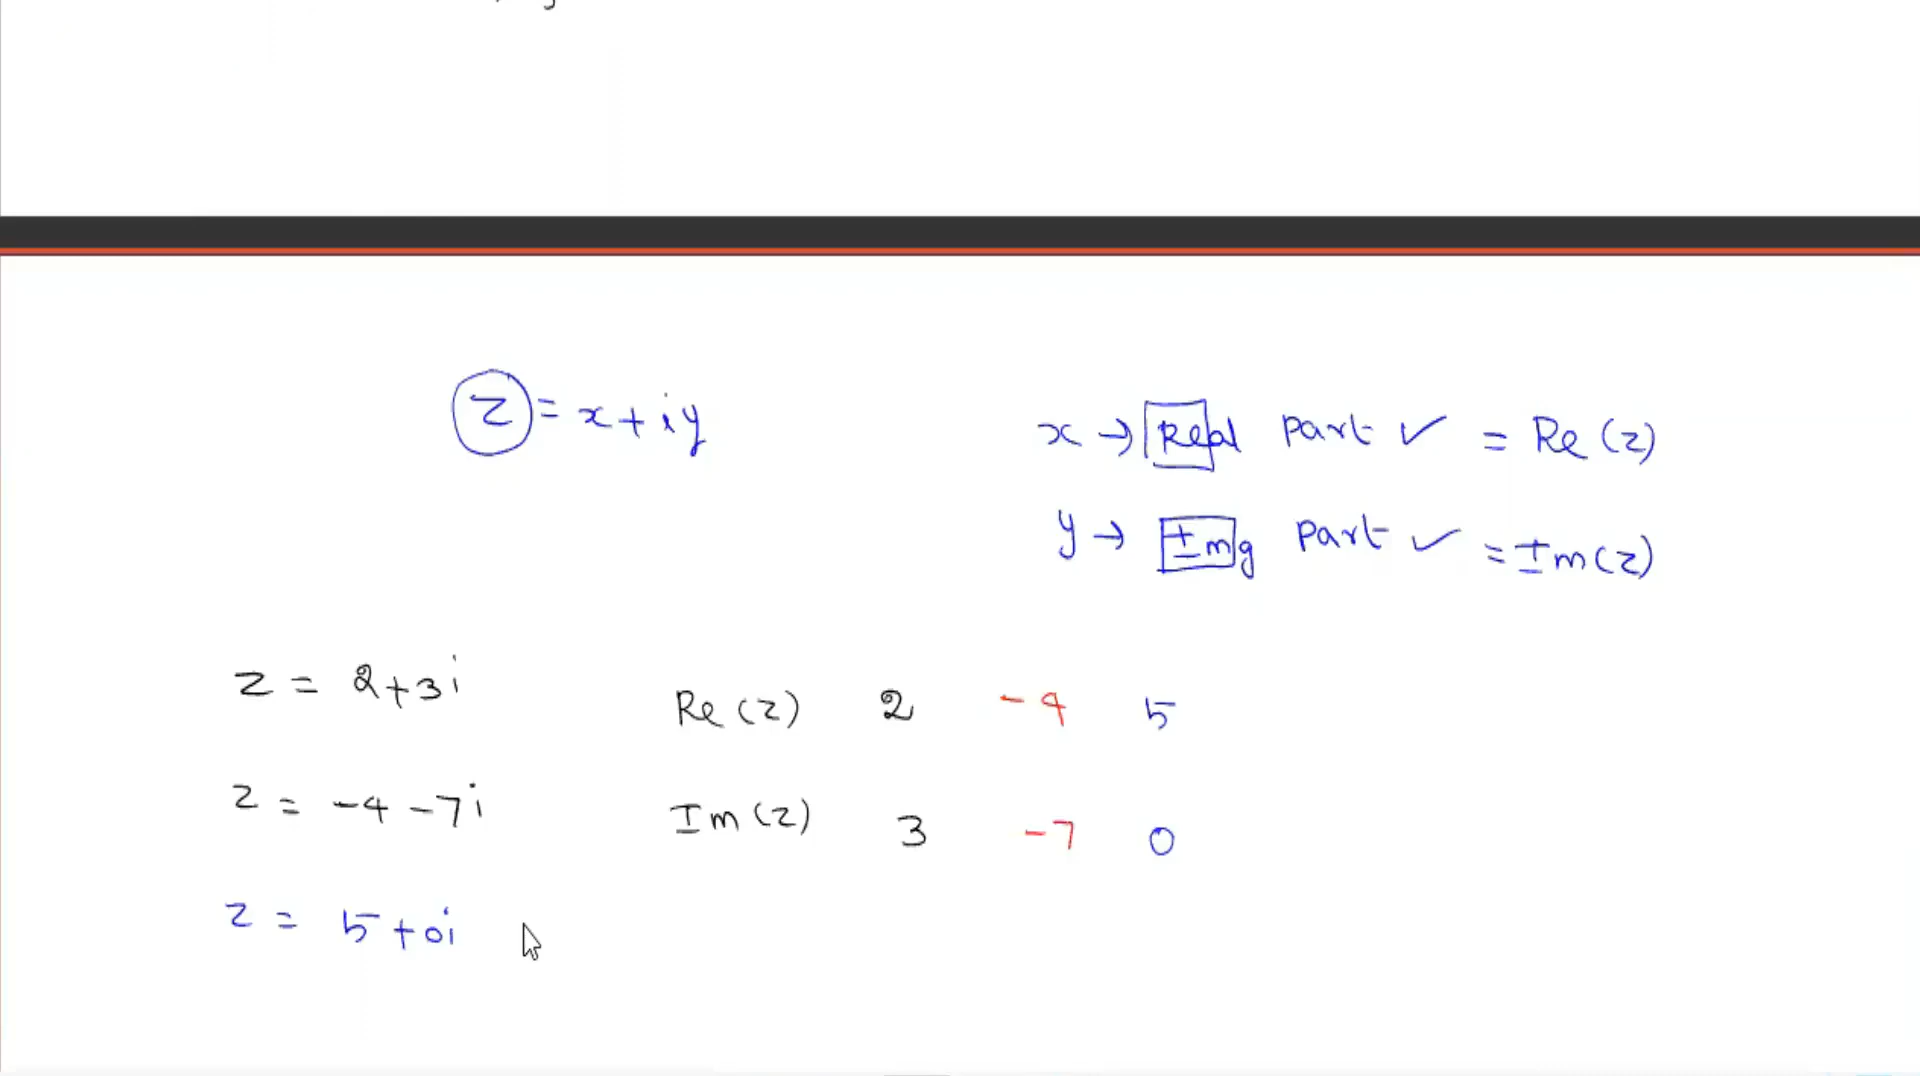 z = x + iy
x → Real part ✓ = Re(z)
y → Img part ✓ = Im(z)
z = 2+3i
Re(z) 2 -4 5
z = -4 -7i
Im(z) 3 -7 0
z = 5 + 0i